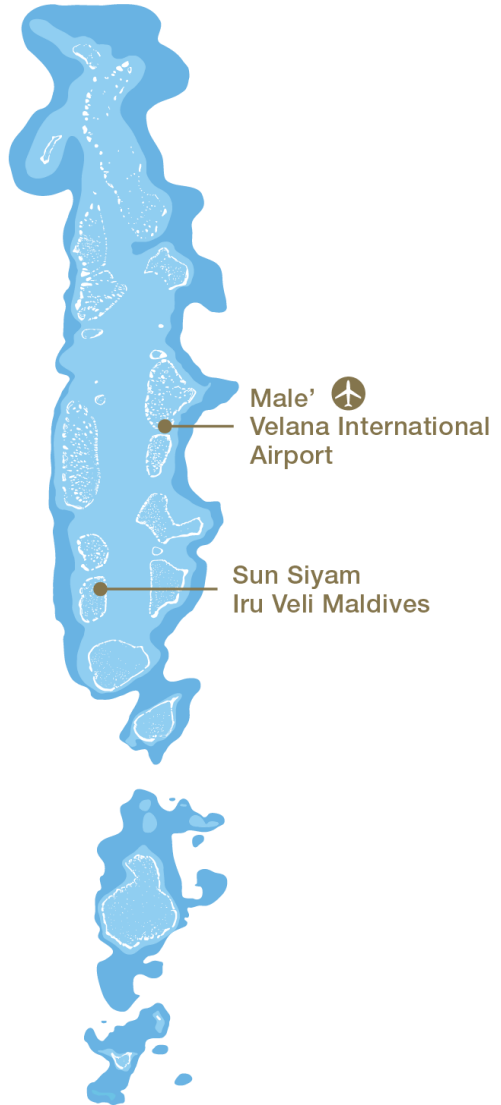 Male’
Velana International
Airport
Sun Siyam
Iru Veli Maldives